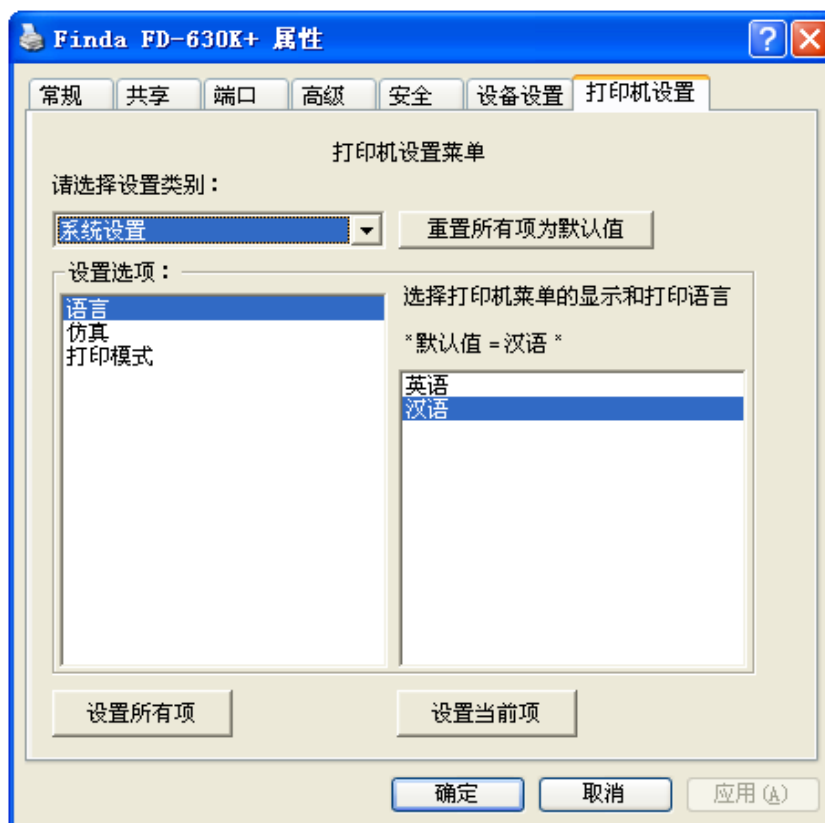 Finda FD-630K+ 属性
常规 共享 端口 高级 安全 设备设置 打印机设置
打印机设置菜单
请选择设置类别：
系统设置 重置所有项为默认值
设置选项：
语言
仿真
打印模式
选择打印机菜单的显示和打印语言
*默认值 =汉语 *
英语
汉语
设置所有项 设置当前项
确定 取消 应用(A)